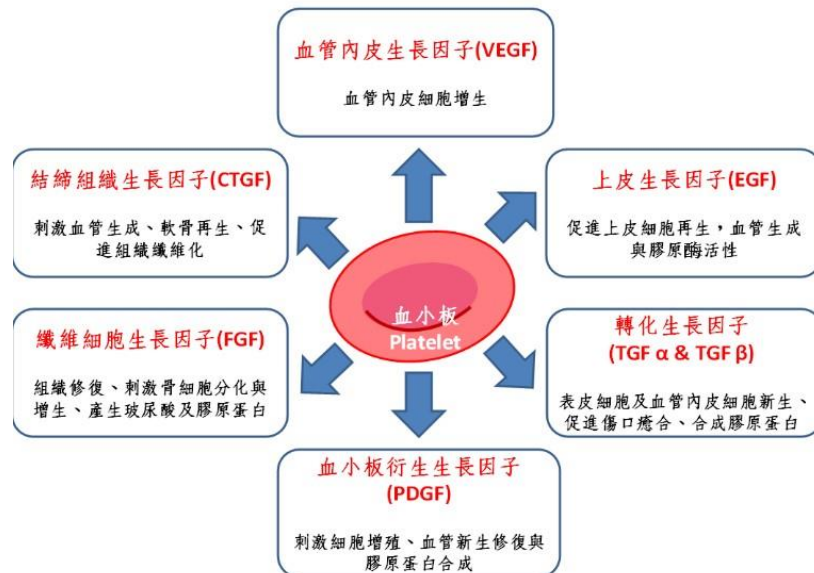 血管內皮生長因子(VEGF)
血管內皮細胞增生
結締組織生長因子(CTGF)
刺激血管生成、軟骨再生、促
進組織纖維化
上皮生長因子(EGF)
促進上皮細胞再生，血管生成
與膠原酶活性
血小板
Platelet
纖維細胞生長因子(FGF)
組織修復、刺激骨細胞分化與
增生、產生玻尿酸及膠原蛋白
轉化生長因子
(TGF α & TGF β)
表皮細胞及血管內皮細胞新生、
促進傷口癒合、合成膠原蛋白
血小板衍生生長因子
(PDGF)
刺激細胞增殖、血管新生修復與
膠原蛋白合成